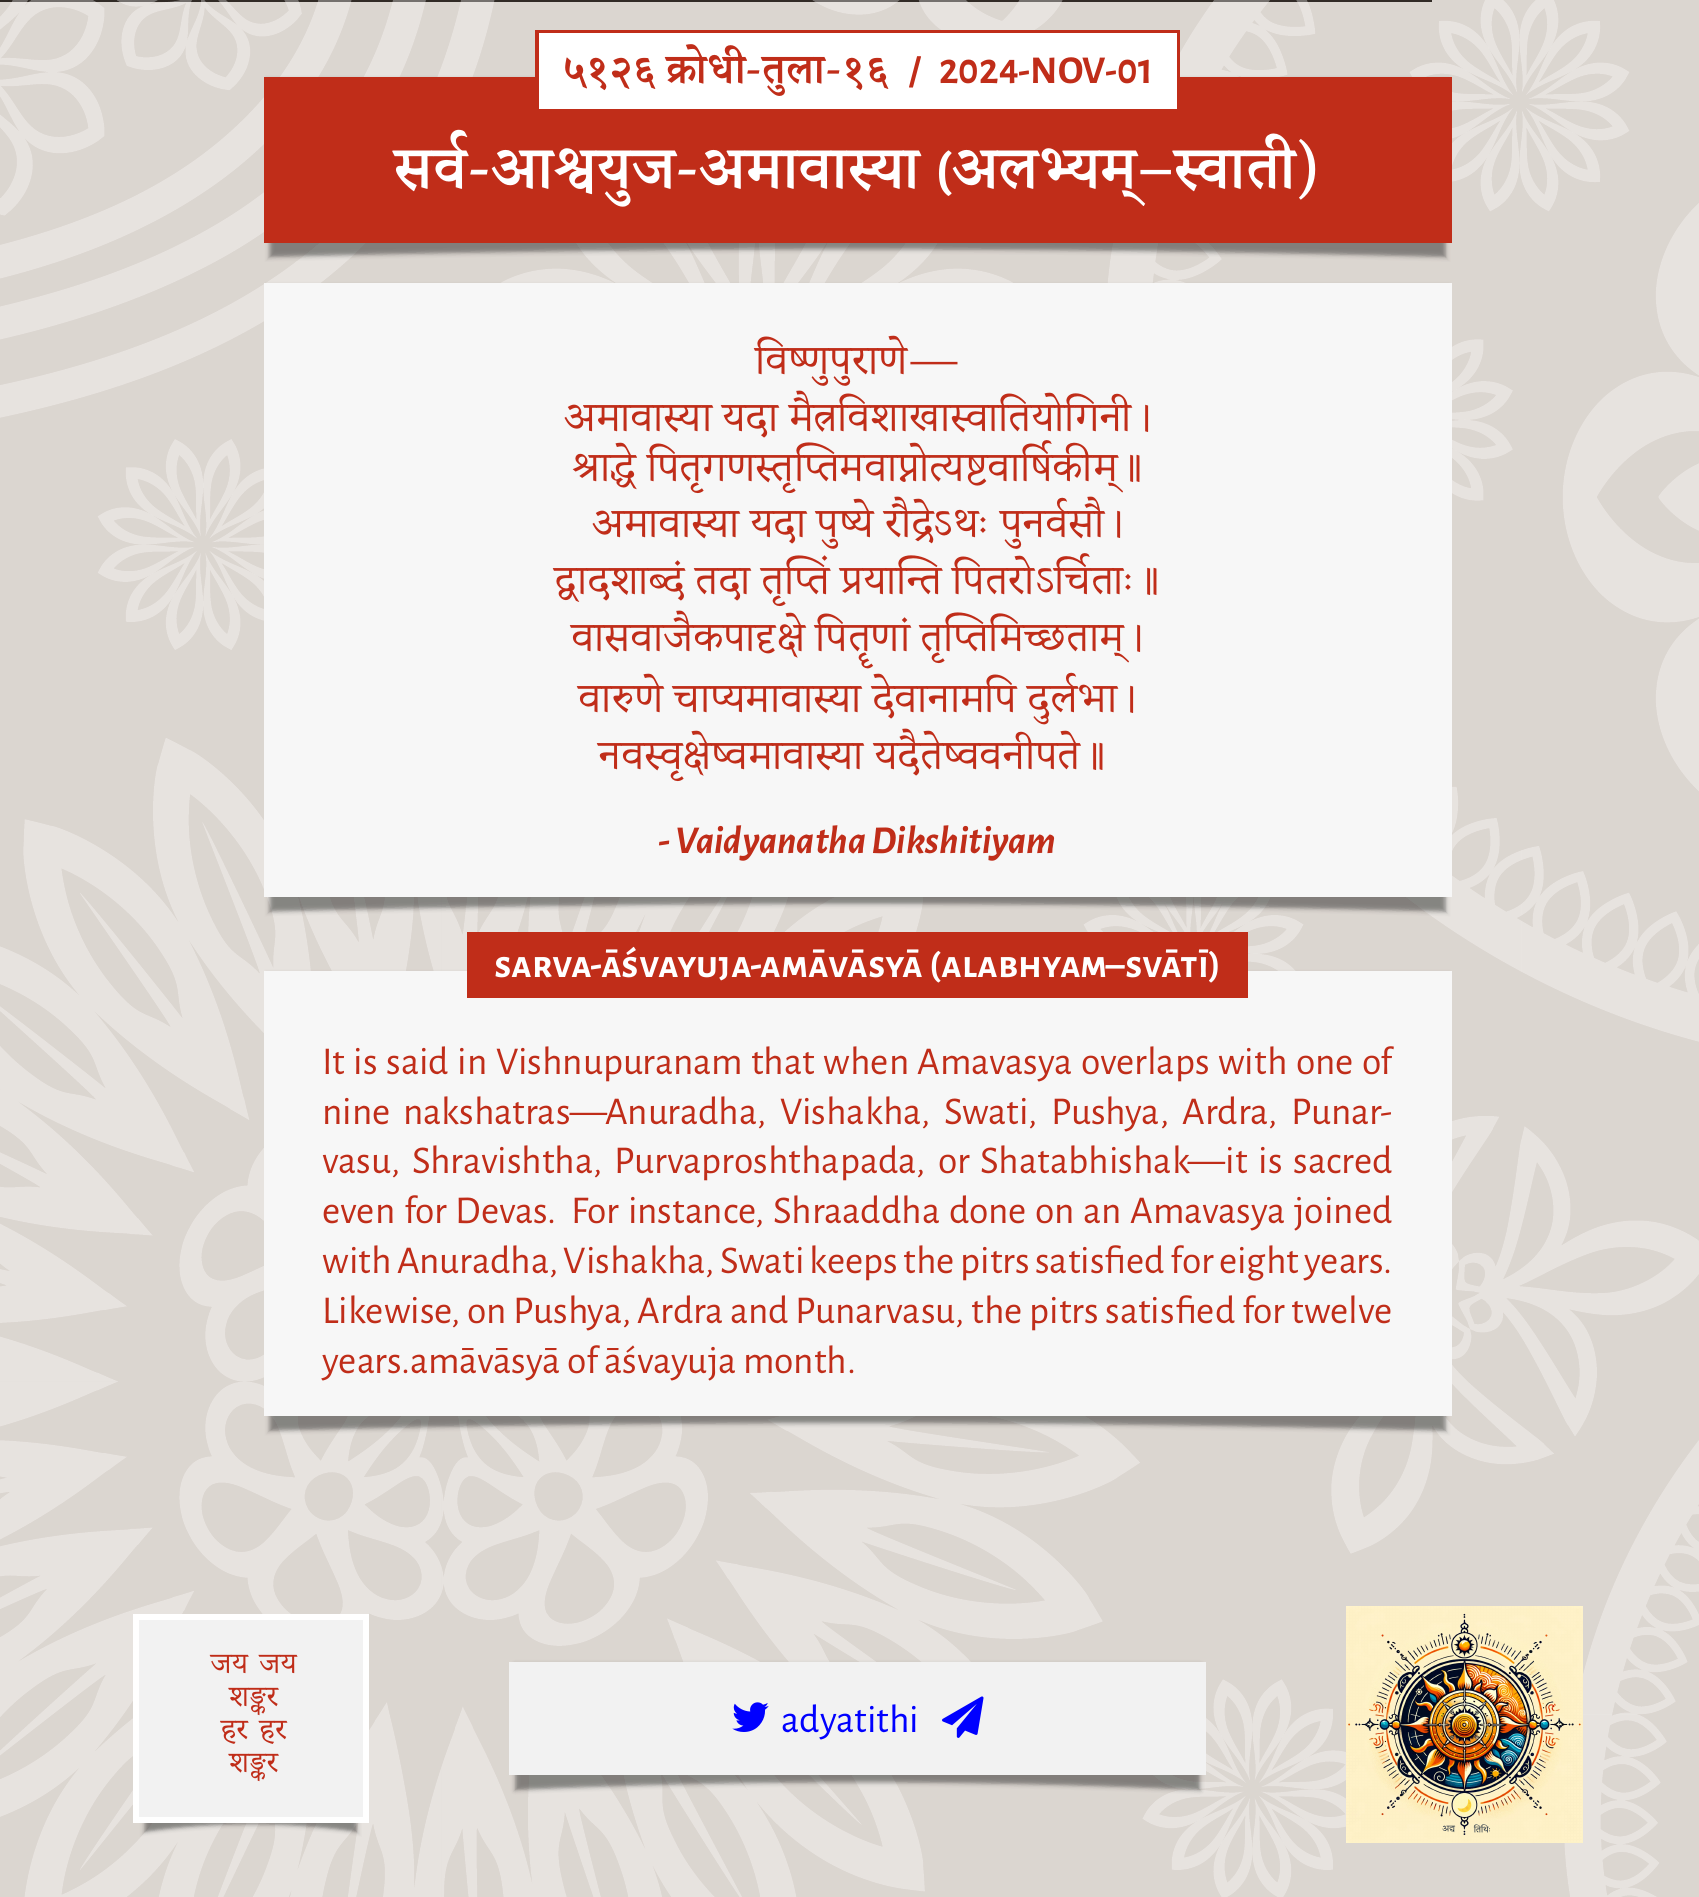 ५१२६ क्रोधी-तुला-१६ / 2024-NOV-01
सर्व-आश्वयुज-अमावास्या (अलभ्यम्–स्वाती)
विष्णुपुराणे—
अमावास्या यदा मैत्रविशाखास्वातियोगिनी।
श्राद्धे पितृगणस्तृप्तिमवाप्नोत्यष्टवार्षिकीम्॥
अमावास्या यदा पुष्ये रौद्रेऽथः पुनर्वसौ।
द्वादशाब्दं तदा तृप्तिं प्रयान्ति पितरोऽर्चिताः॥
वासवाजैकपादृक्षे पितॄणां तृप्तिमिच्छताम्।
वारुणे चाप्यमावास्या देवानामपि दुर्लभा।
नवस्वृक्षेष्वमावास्या यदैतेष्ववनीपते॥
- Vaidyanatha Dikshitiyam
SARVA-ĀŚVAYUJA-AMĀVĀSYĀ (ALABHYAM–SVĀTĪ)
It is said in Vishnupuranam that when Amavasya overlaps with one of
nine nakshatras—Anuradha, Vishakha, Swati, Pushya, Ardra, Punar-
vasu, Shravishtha, Purvaproshthapada, or Shatabhishak—it is sacred
even for Devas. For instance, Shraaddha done on an Amavasya joined
with Anuradha, Vishakha, Swati keeps the pitrs satisfied for eight years.
Likewise, on Pushya, Ardra and Punarvasu, the pitrs satisfied for twelve
years.amāvāsyā of āśvayuja month.
जय जय
शङ्कर
हर हर
शङ्कर
adyatithi
अद्य तिथिः